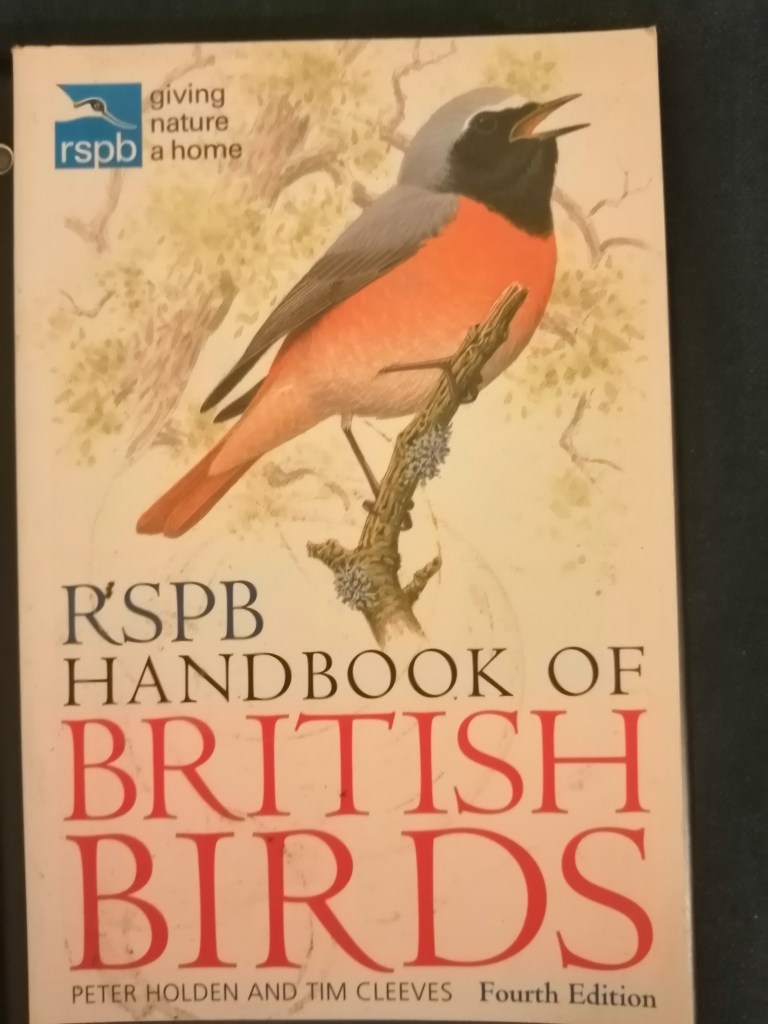 giving
nature
rspb a home
RSPB
HANDBOOK OF
BRITISH
BIRDS
PETER HOLDEN AND TIM CLEEVES Fourth Edition